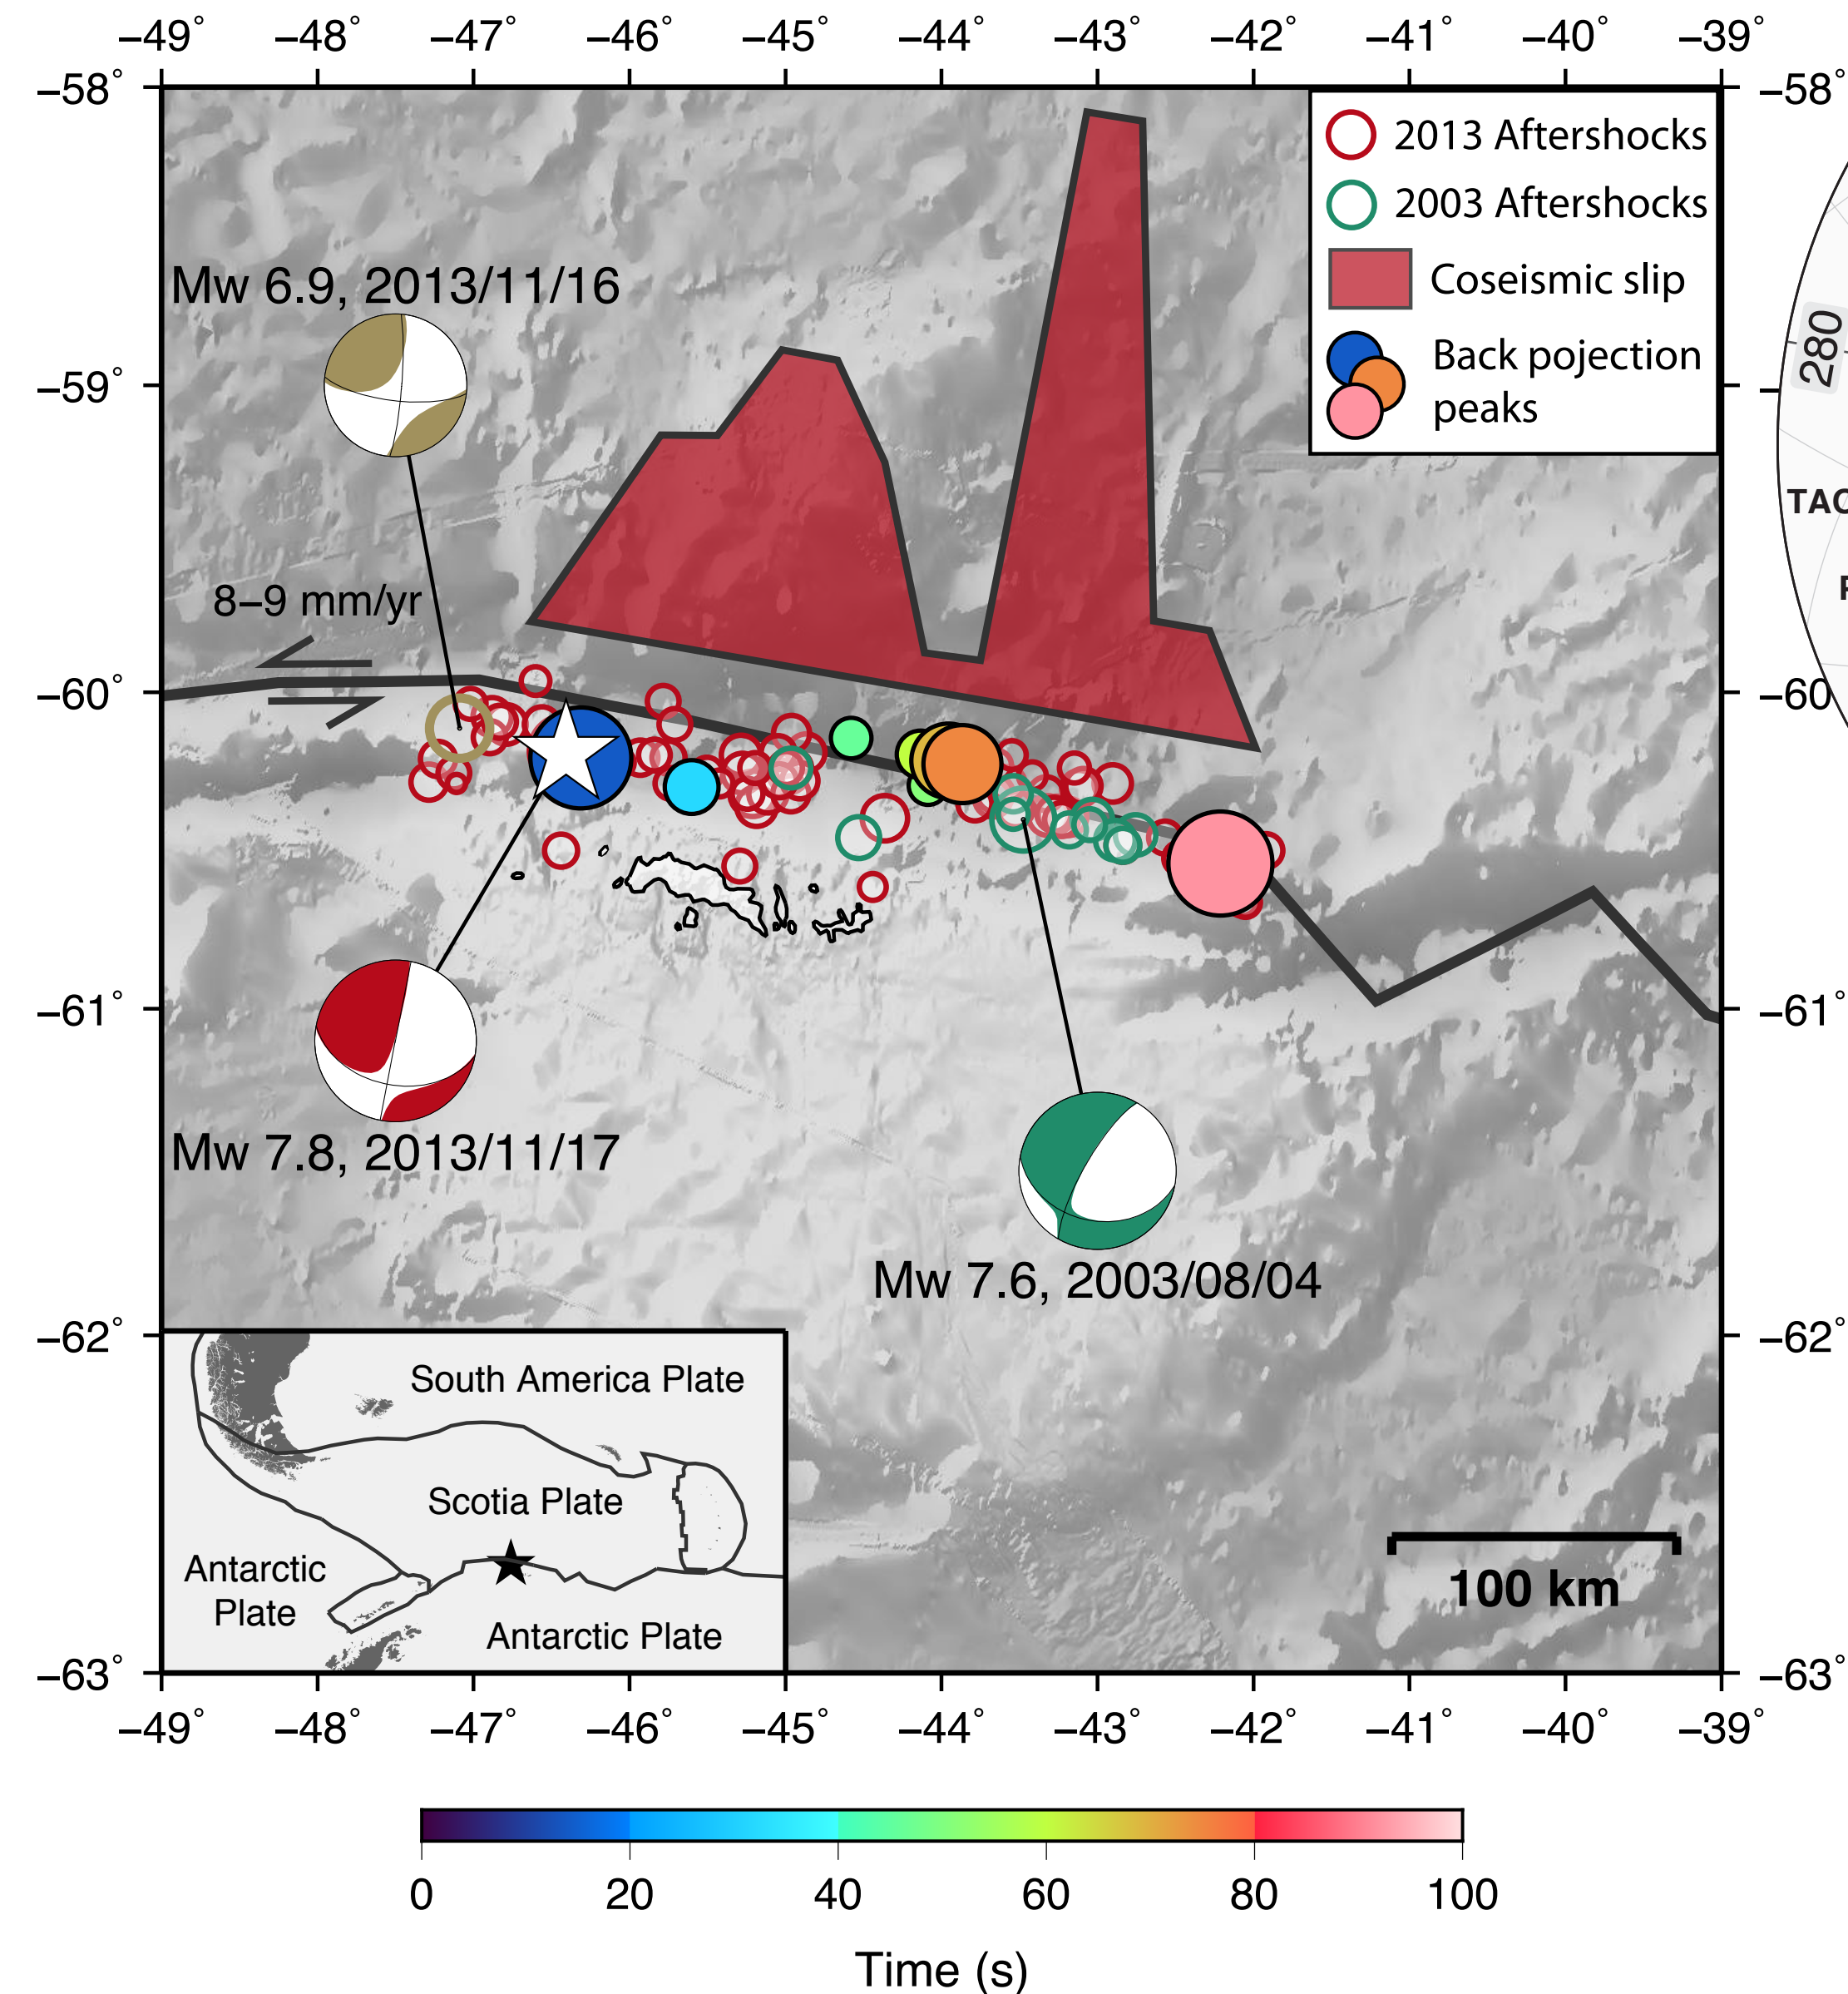 −49° −48° −47° −46° −45° −44° −43° −42° −41° −40° −39°
−58° −58°
2013 Aftershocks
2003 Aftershocks
Coseismic slip
Back pojection
peaks
Mw 6.9, 2013/11/16
280
−59°
TAO
8−9 mm/yr
−60° −60
−61° −61°
Mw 7.8, 2013/11/17
Mw 7.6, 2003/08/04
−62° −62°
South America Plate
Scotia Plate
Antarctic
Plate
Antarctic Plate
100 km
−63° −63°
−49° −48° −47° −46° −45° −44° −43° −42° −41° −40° −39°
0 20 40 60 80 100
Time (s)